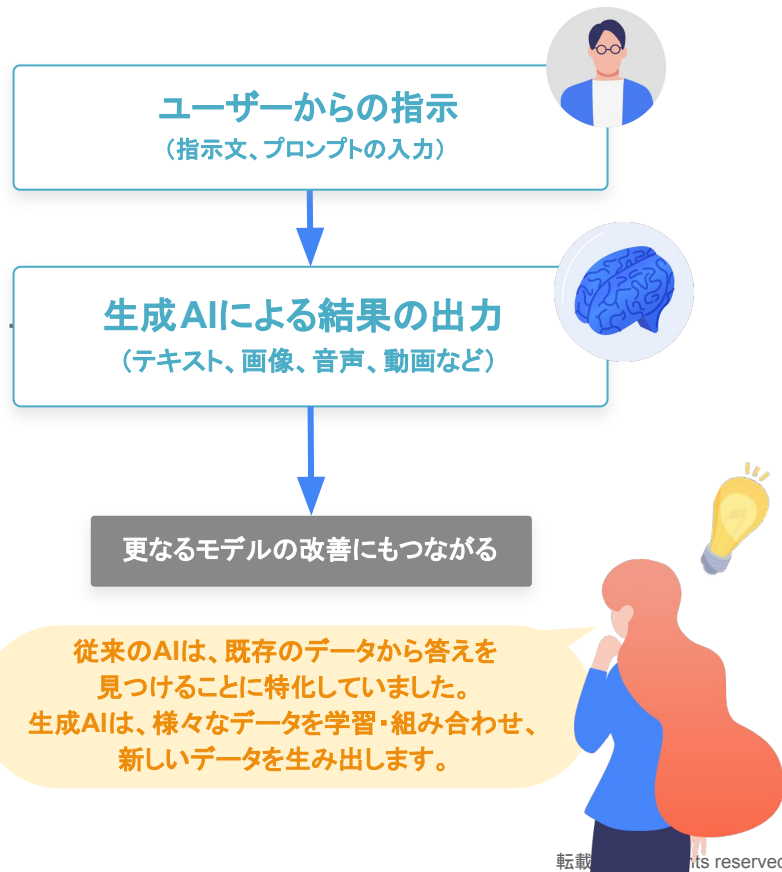 ユーザーからの指示
（指示文、プロンプトの入力）
生成AIによる結果の出力
（テキスト、画像、音声、動画など）
更なるモデルの改善にもつながる
従来のAIは、既存のデータから答えを
見つけることに特化していました。
生成AIは、様々なデータを学習・組み合わせ、
新しいデータを生み出します。
転載 reserved